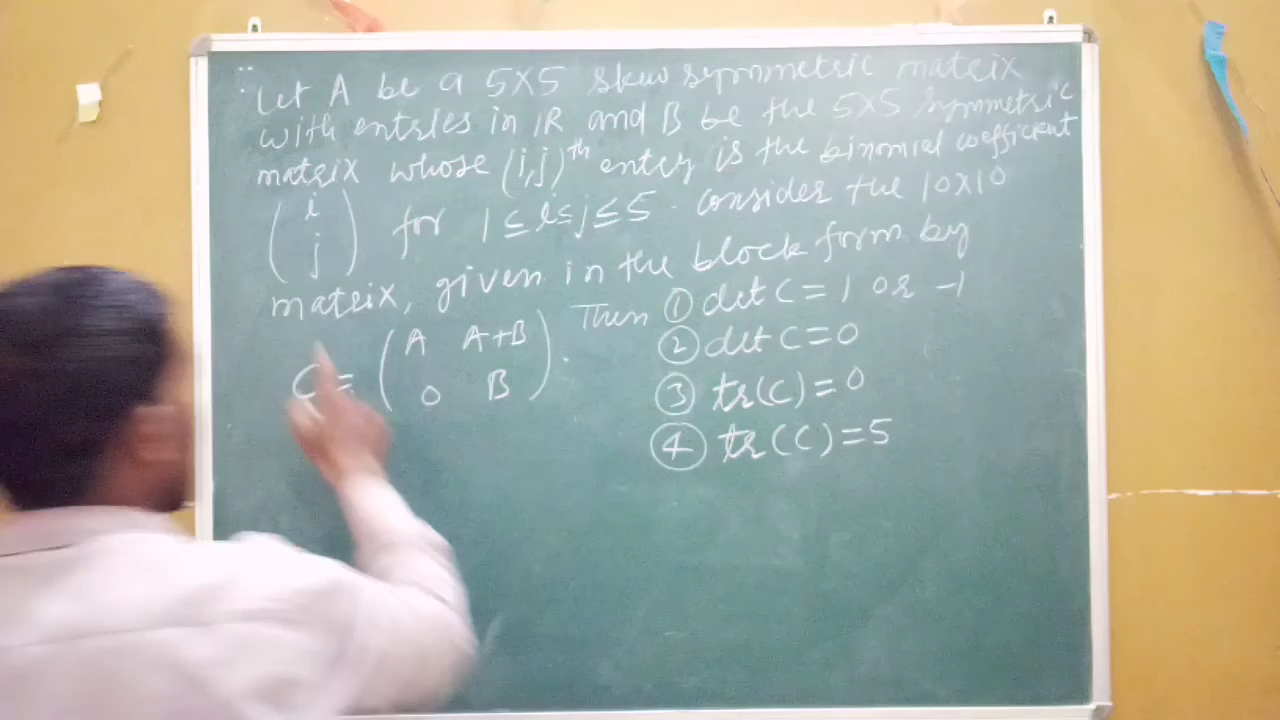 Let A be a 5X5 skew symmetric matrix
with entries in IR and B be the 5X5 symmetric
matrix whose (i,j)th entry is the binomial coefficient
(i j) for 1 ≤ i ≤ j ≤ 5. consider the 10X10
matrix, given in the block form by
C = (A A+B
0 B). Then ① det C = 1 or -1
② det C = 0
③ tr(C) = 0
④ tr(C) = 5